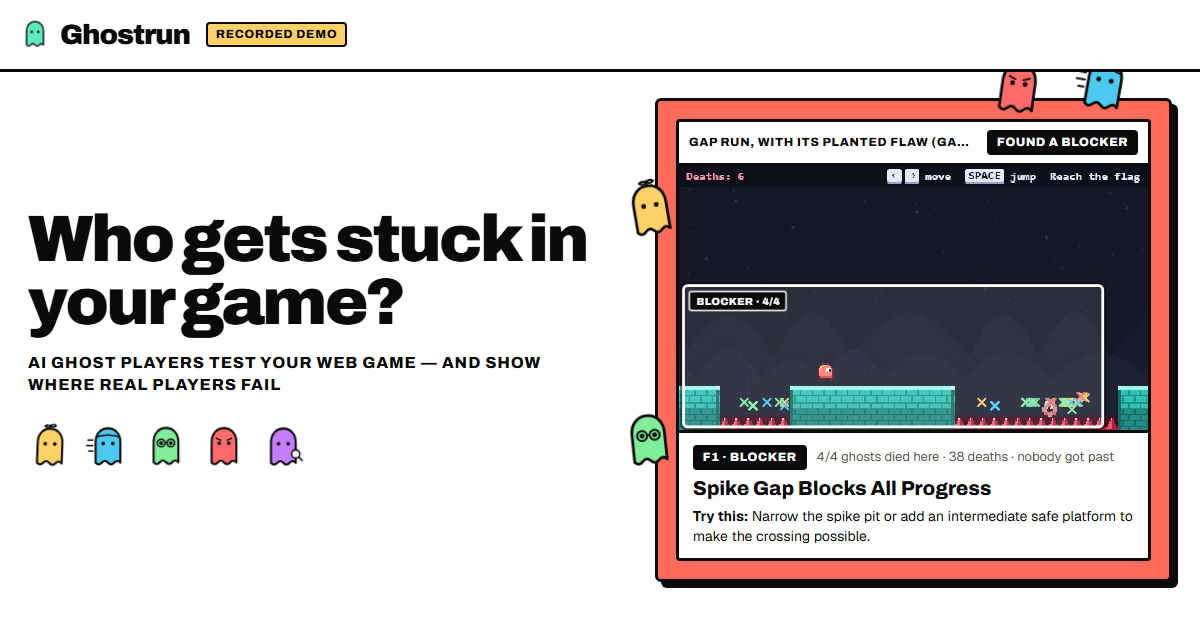 Ghostrun
RECORDED DEMO
Who gets stuck in
your game?
AI GHOST PLAYERS TEST YOUR WEB GAME — AND SHOW
WHERE REAL PLAYERS FAIL
GAP RUN, WITH ITS PLANTED FLAW (GA...
FOUND A BLOCKER
Deaths: 6
‹ › move SPACE jump Reach the flag
BLOCKER · 4/4
F1 · BLOCKER
4/4 ghosts died here · 38 deaths · nobody got past
Spike Gap Blocks All Progress
Try this: Narrow the spike pit or add an intermediate safe platform to
make the crossing possible.